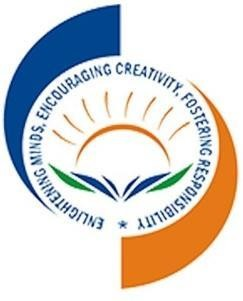 ENLIGHTENING MINDS, ENCOURAGING CREATIVITY, FOSTERING RESPONSIBILITY